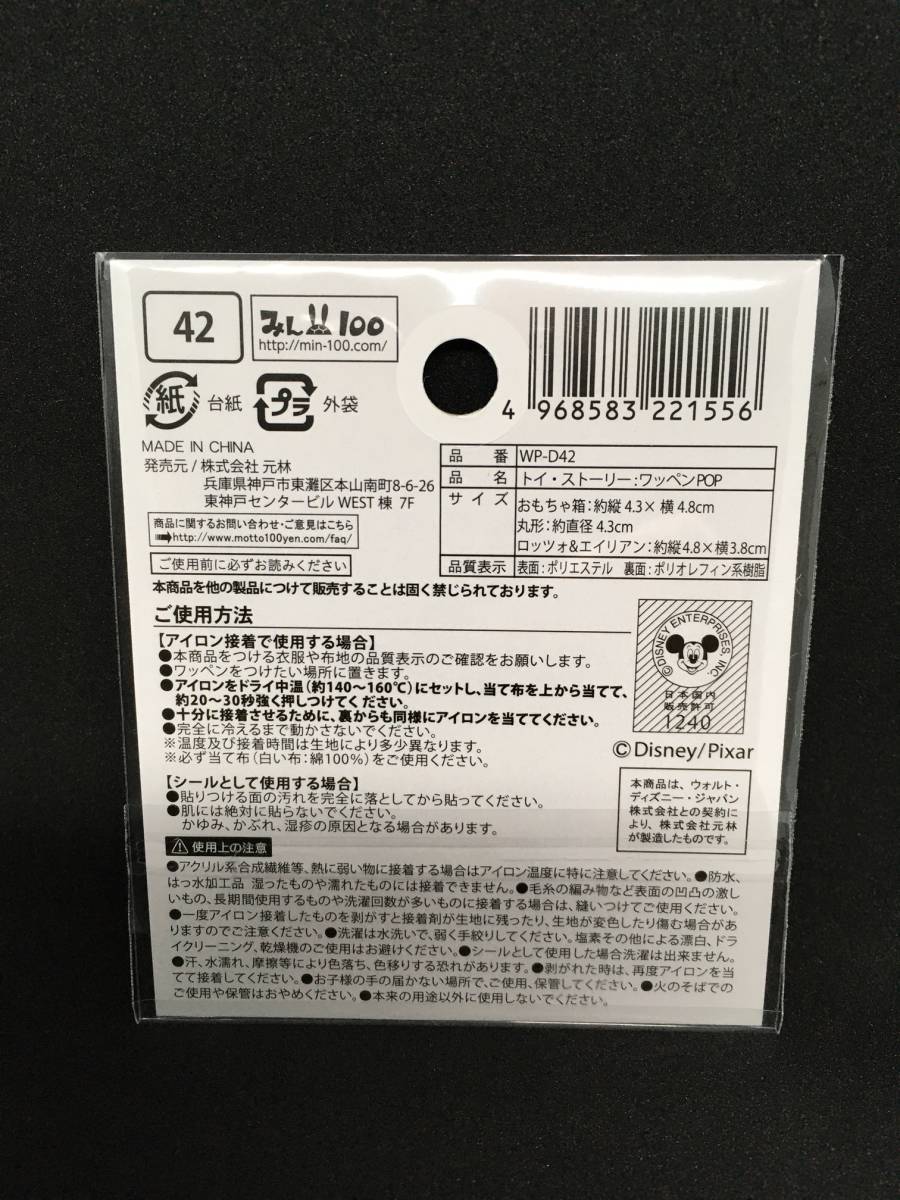 42
みん100
http://min-100.com/
紙 台紙 プラ 外袋
4 968583 221556
MADE IN CHINA
発売元 / 株式会社 元林
兵庫県神戸市東灘区本山南町8-6-26
東神戸センタービル WEST 棟 7F
商品に関するお問い合わせ・ご意見はこちら
http://www.motto100yen.com/faq/
ご使用前に必ずお読みください
品番 WP-D42
品名 トイ・ストーリー:ワッペンPOP
サイズ おもちゃ箱:約縦 4.3× 横 4.8cm
丸形:約直径 4.3cm
ロッツォ&エイリアン:約縦4.8×横3.8cm
品質表示 表面:ポリエステル 裏面:ポリオレフィン系樹脂
本商品を他の製品につけて販売することは固く禁じられております。
ご使用方法
【アイロン接着で使用する場合】
●本商品をつける衣服や布地の品質表示のご確認をお願いします。
●ワッペンをつけたい場所に置きます。
●アイロンをドライ中温(約140~160℃)にセットし、当て布を上から当てて、
約20~30秒強く押しつけてください。
●十分に接着させるために、裏からも同様にアイロンを当ててください。
●完全に冷えるまで動かさないでください。
※温度及び接着時間は生地により多少異なります。
※必ず当て布(白い布:綿100%)をご使用ください。
©DISNEY ENTERPRISES, INC.
日本国内
販売許可
1240
©Disney/Pixar
【シールとして使用する場合】
●貼りつける面の汚れを完全に落としてから貼ってください。
●肌には絶対に貼らないでください。
かゆみ、かぶれ、湿疹の原因となる場合があります。
本商品は、ウォルト・
ディズニー・ジャパン
株式会社との契約に
より、株式会社元林
が製造したものです。
使用上の注意
●アクリル系合成繊維等、熱に弱い物に接着する場合はアイロン温度に特に注意してください。●防水、
はっ水加工品 湿ったものや濡れたものには接着できません。●毛糸の編み物など表面の凹凸の激し
いもの、長期間使用するものや洗濯回数が多いものに接着する場合は、縫いつけてご使用ください。
●一度アイロン接着したものを剥がすと接着剤が生地に残ったり、生地が変色したり傷む場合があり
ますのでご注意ください。●洗濯は水洗いで、弱く手絞りしてください。塩素その他による漂白、ドラ
イクリーニング、乾燥機のご使用はお避けください。●シールとして使用した場合洗濯は出来ません。
●汗、水濡れ、摩擦等により色落ち、色移りする恐れがあります。●剥がれた時は、再度アイロンを当
てて接着してください。●お子様の手の届かない場所で、ご使用、保管してください。●火のそばでの
ご使用や保管はおやめください。●本来の用途以外に使用しないでください。